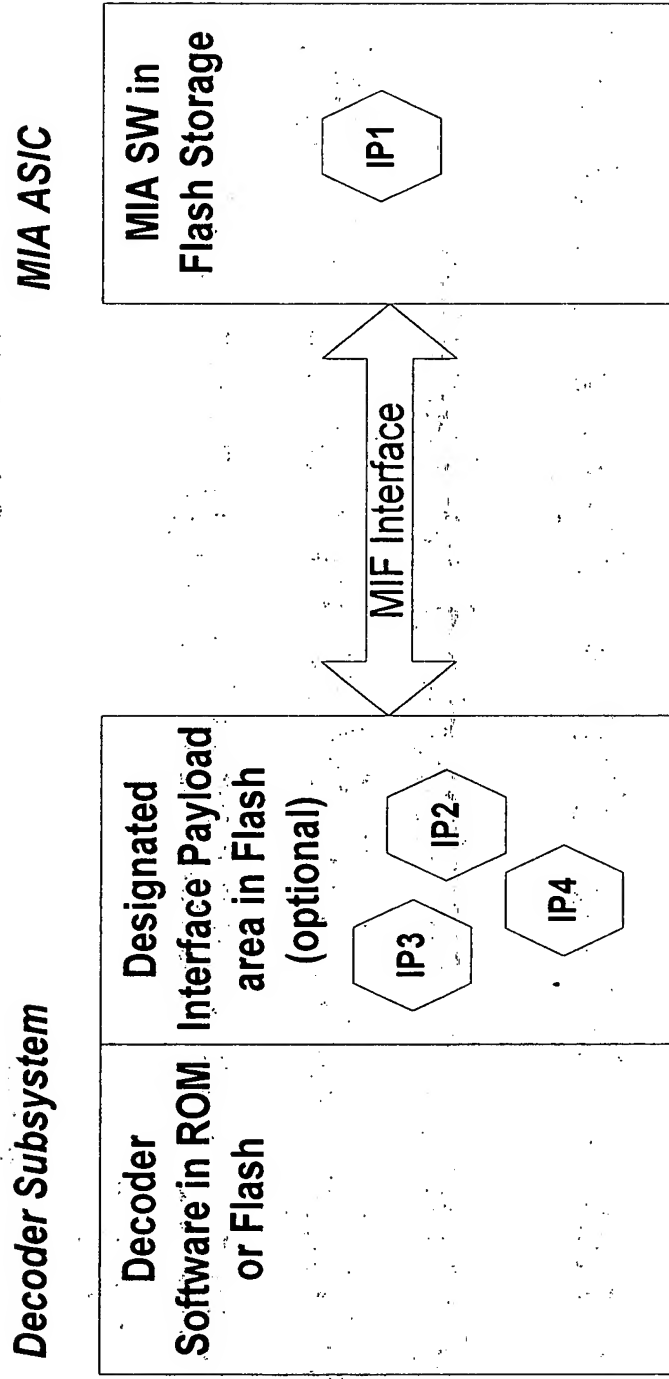 Decoder Subsystem
MIA ASIC
Decoder
Software in ROM
or Flash
Designated
Interface Payload
area in Flash
(optional)
IP3
IP2
IP4
MIF Interface
MIA SW in
Flash Storage
IP1